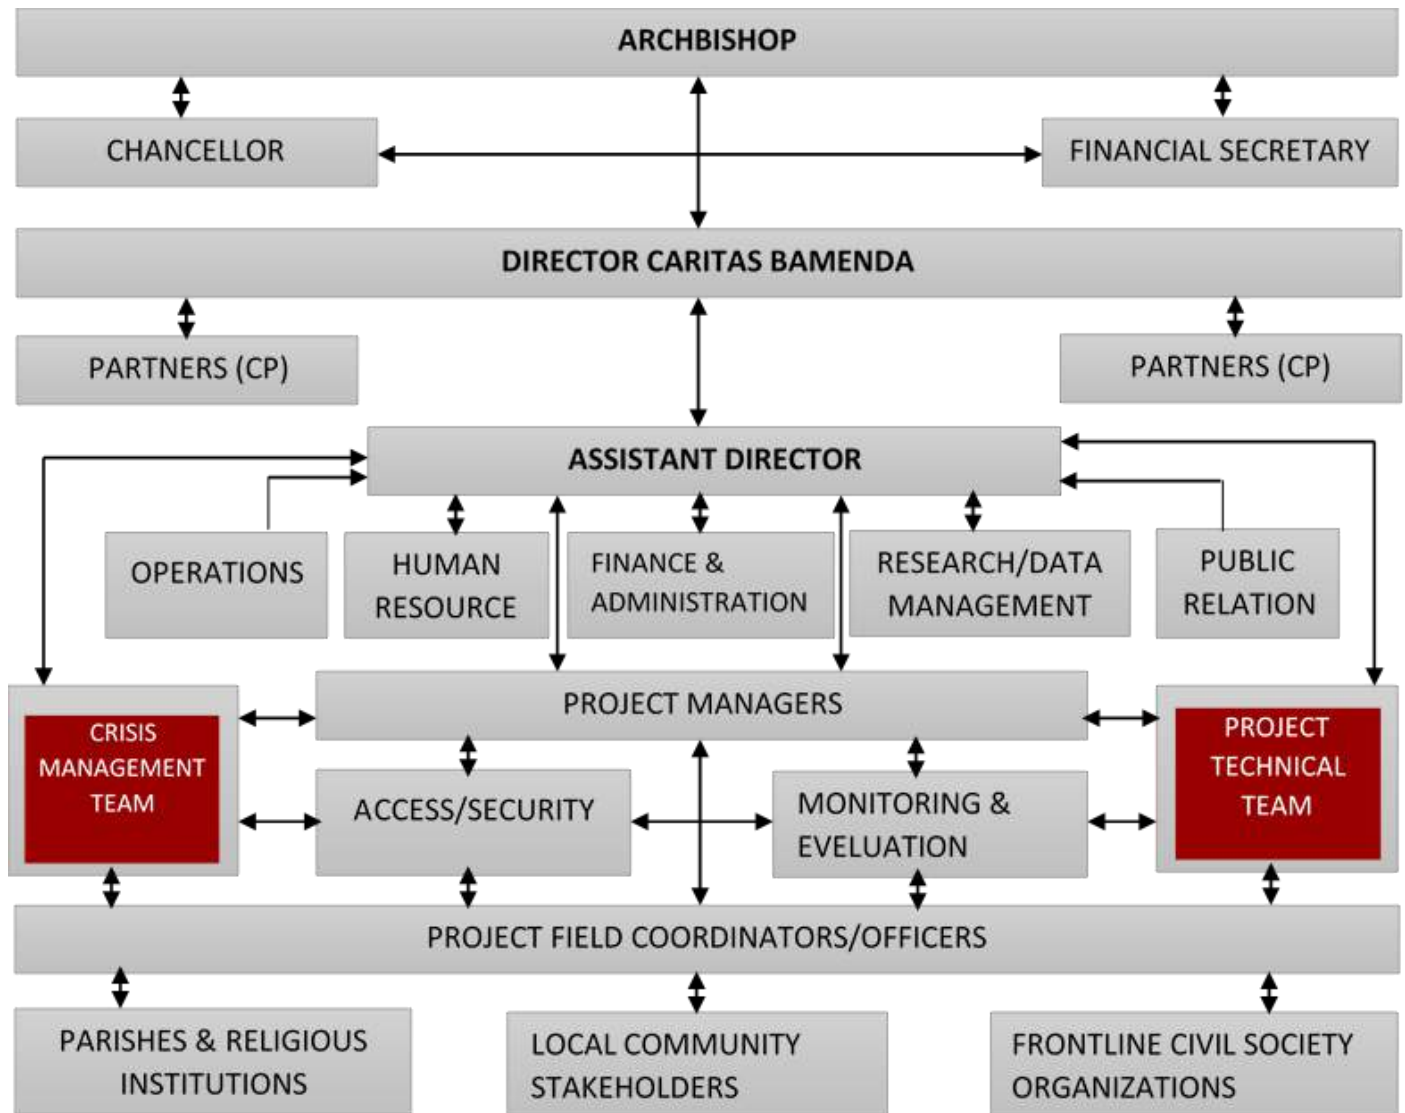 ARCHBISHOP
CHANCELLOR
FINANCIAL SECRETARY
DIRECTOR CARITAS BAMENDA
PARTNERS (CP)
PARTNERS (CP)
ASSISTANT DIRECTOR
OPERATIONS
HUMAN
RESOURCE
FINANCE &
ADMINISTRATION
RESEARCH/DATA
MANAGEMENT
PUBLIC
RELATION
PROJECT MANAGERS
CRISIS
MANAGEMENT
TEAM
PROJECT
TECHNICAL
TEAM
ACCESS/SECURITY
MONITORING &
EVELUATION
PROJECT FIELD COORDINATORS/OFFICERS
PARISHES & RELIGIOUS
INSTITUTIONS
LOCAL COMMUNITY
STAKEHOLDERS
FRONTLINE CIVIL SOCIETY
ORGANIZATIONS